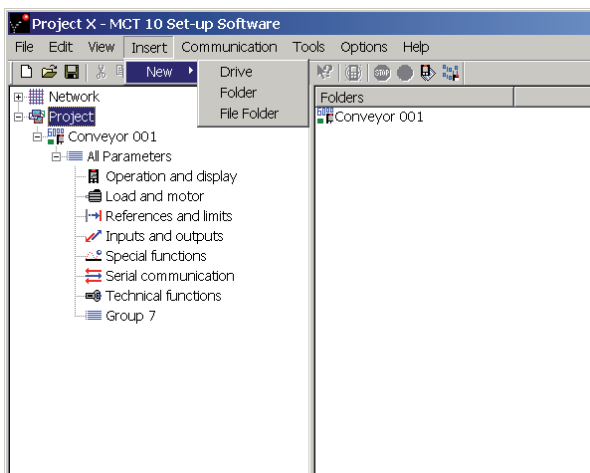 Project X - MCT 10 Set-up Software
File Edit View Insert Communication Tools Options Help
New
Drive
Folder
File Folder
STOP
Network
Project
Conveyor 001
All Parameters
Operation and display
Load and motor
References and limits
Inputs and outputs
Special functions
Serial communication
Technical functions
Group 7
Folders
Conveyor 001